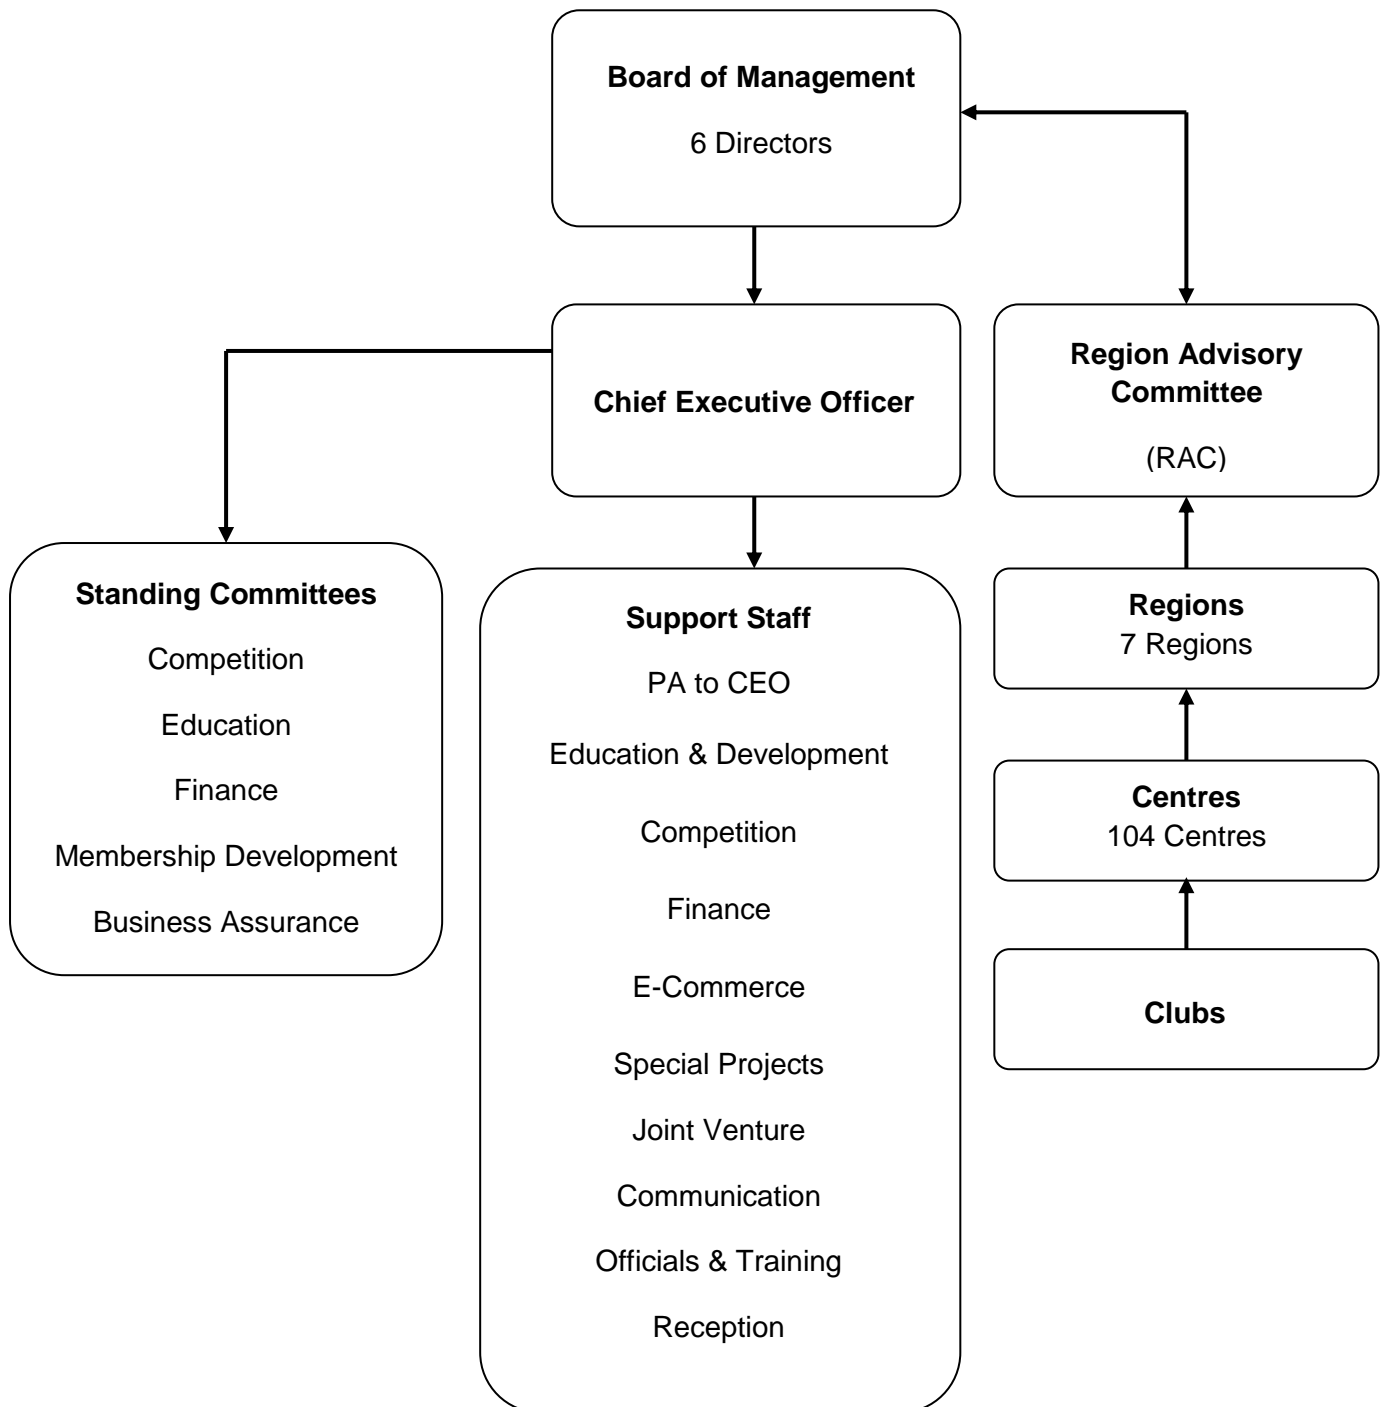 Board of Management
6 Directors
Chief Executive Officer
Region Advisory
Committee
(RAC)
Standing Committees
Competition
Education
Finance
Membership Development
Business Assurance
Support Staff
PA to CEO
Education & Development
Competition
Finance
E-Commerce
Special Projects
Joint Venture
Communication
Officials & Training
Reception
Regions
7 Regions
Centres
104 Centres
Clubs